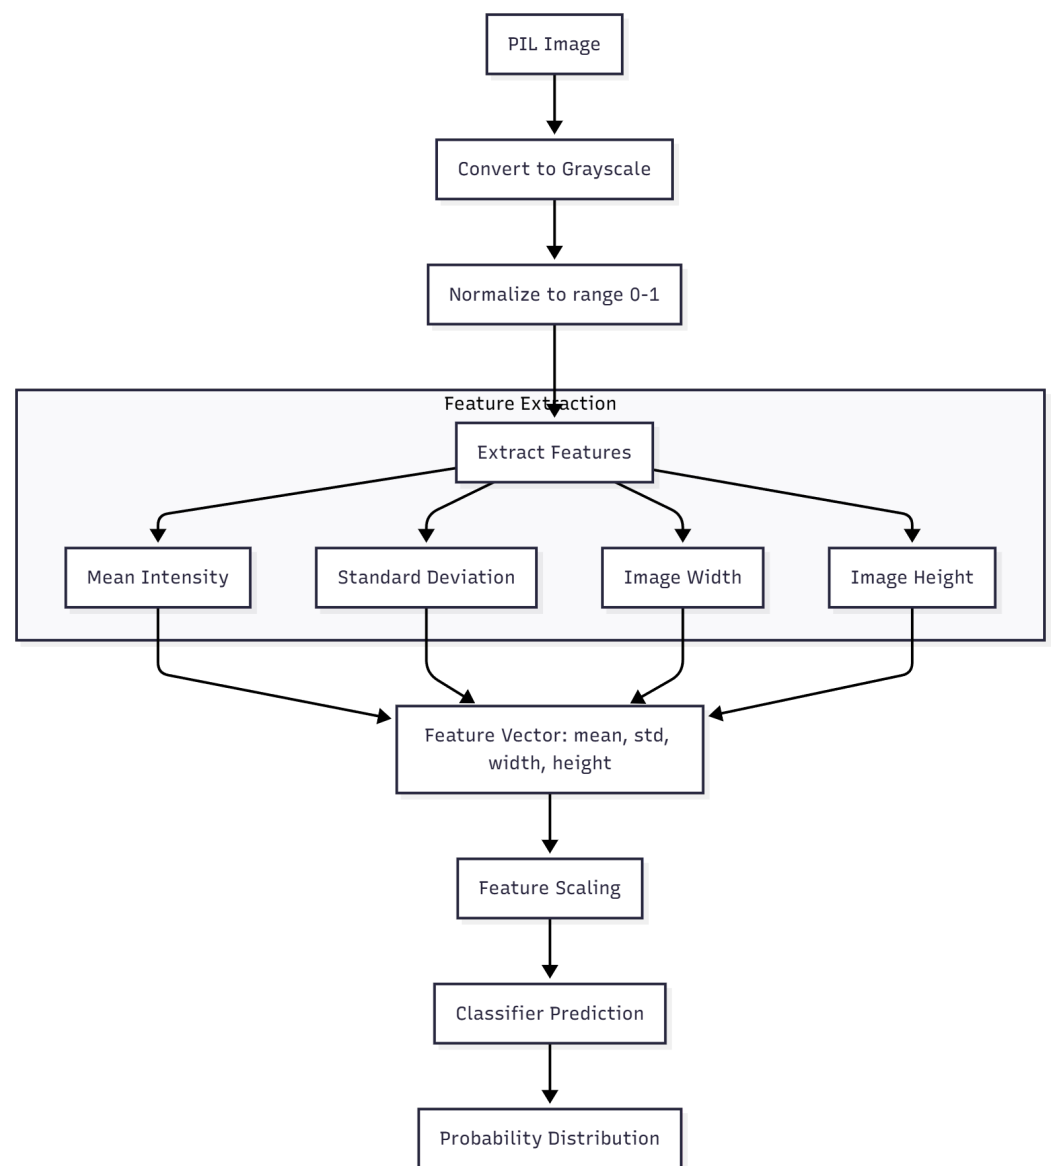 PIL Image
Convert to Grayscale
Normalize to range 0-1
Feature Extraction
Extract Features
Mean Intensity
Standard Deviation
Image Width
Image Height
Feature Vector: mean, std,
width, height
Feature Scaling
Classifier Prediction
Probability Distribution